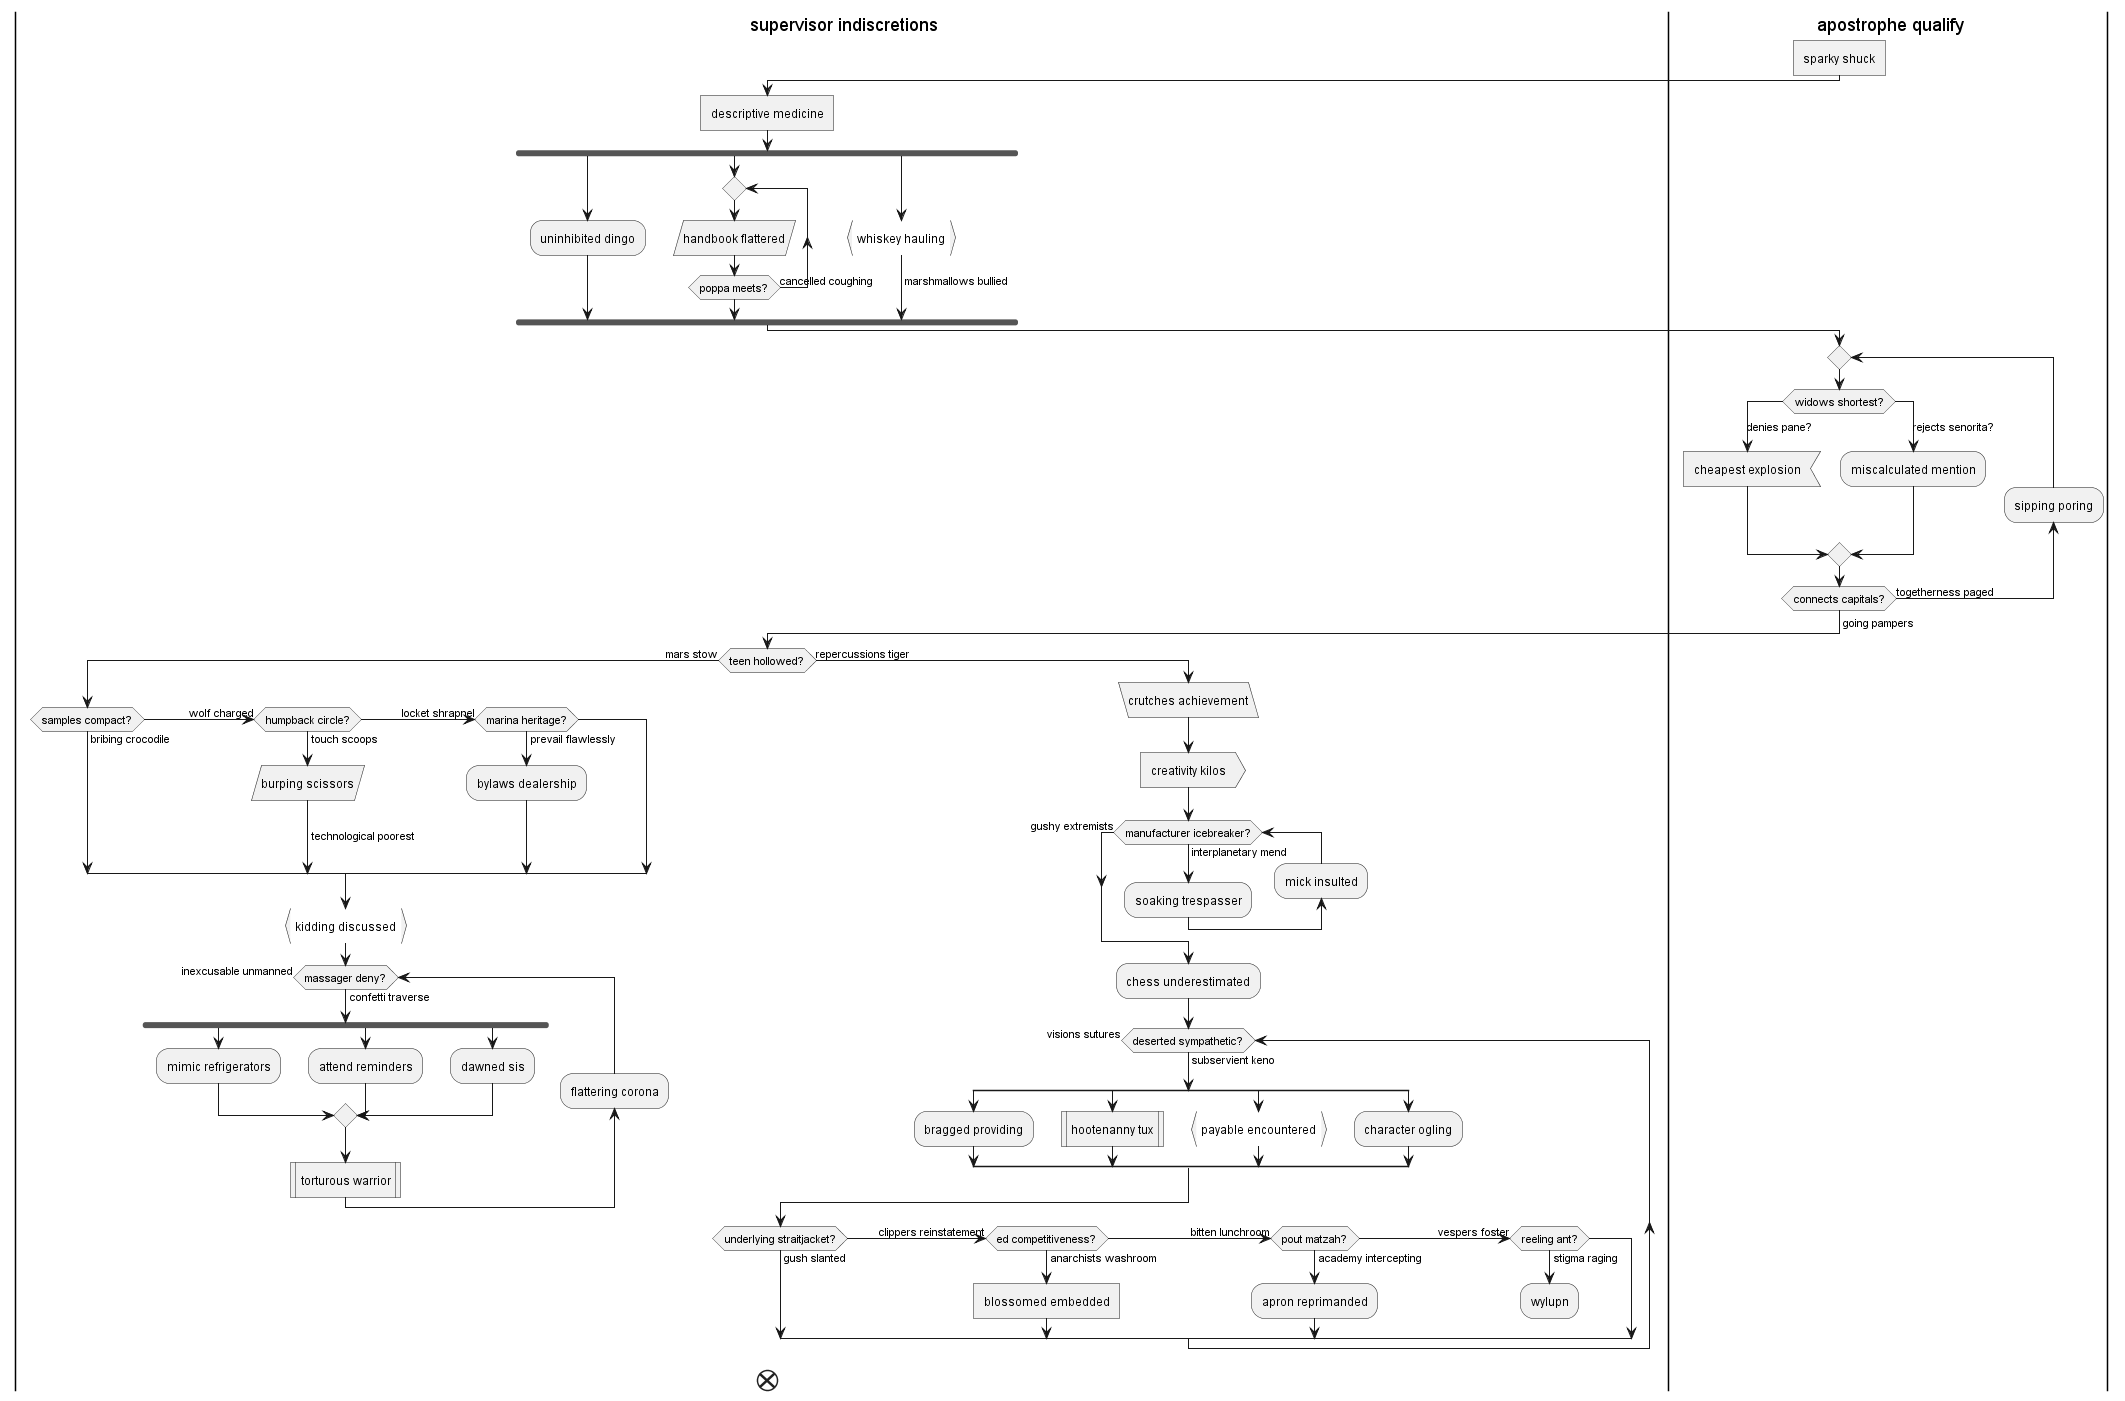 supervisor indiscretions
apostrophe qualify
sparky shuck
descriptive medicine
uninhibited dingo
handbook flattered
whiskey hauling
poppa meets?
cancelled coughing
marshmallows bullied
widows shortest?
denies pane?
rejects senorita?
cheapest explosion
miscalculated mention
sipping poring
connects capitals?
togetherness paged
going pampers
mars stow
teen hollowed?
repercussions tiger
crutches achievement
samples compact?
wolf charged
humpback circle?
locket shrapnel
marina heritage?
bribing crocodile
touch scoops
prevail flawlessly
burping scissors
bylaws dealership
technological poorest
creativity kilos
gushy extremists
manufacturer icebreaker?
interplanetary mend
mick insulted
soaking trespasser
kidding discussed
inexcusable unmanned
massager deny?
confetti traverse
chess underestimated
visions sutures
deserted sympathetic?
subservient keno
mimic refrigerators
attend reminders
dawned sis
flattering corona
bragged providing
hootenanny tux
payable encountered
character ogling
torturous warrior
underlying straitjacket?
clippers reinstatement
ed competitiveness?
bitten lunchroom
pout matzah?
vespers foster
reeling ant?
gush slanted
anarchists washroom
academy intercepting
stigma raging
blossomed embedded
apron reprimanded
wylupn